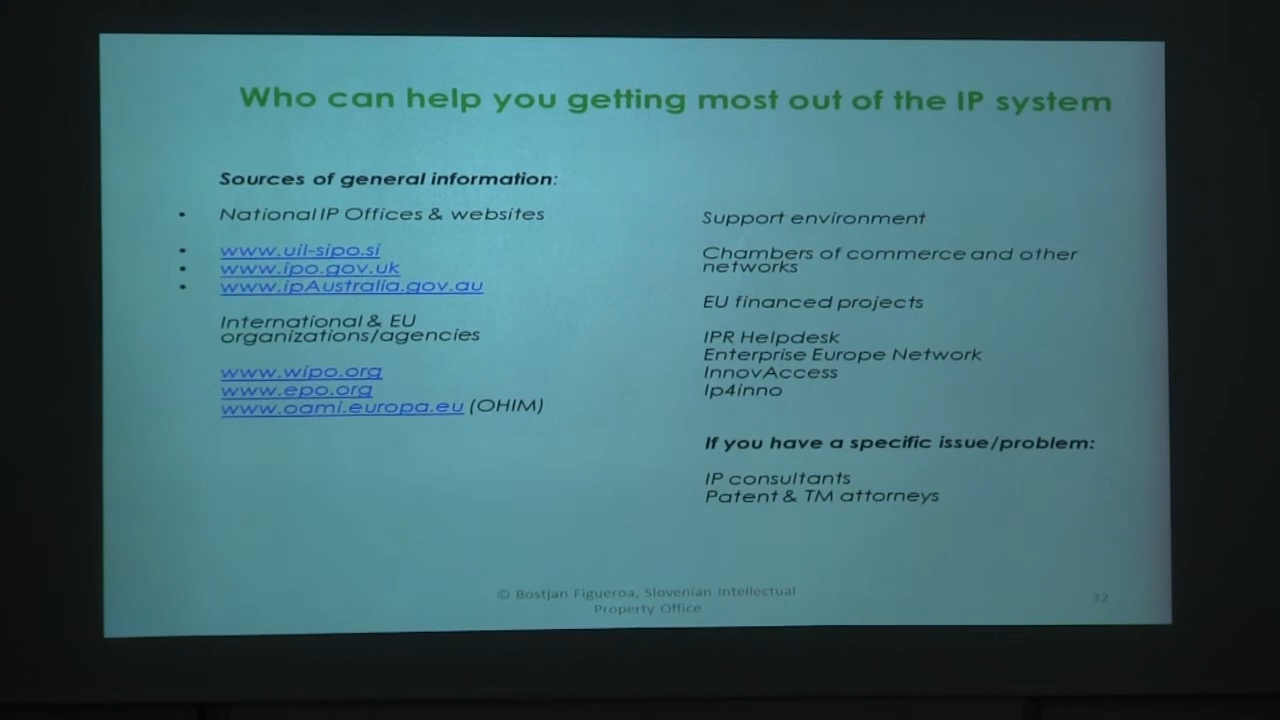 Who can help you getting most out of the IP system
Sources of general information:
• National IP Offices & websites
• www.uil-sipo.si
• www.ipo.gov.uk
• www.ipAustralia.gov.au
International & EU
organizations/agencies
www.wipo.org
www.epo.org
www.oami.europa.eu (OHIM)
Support environment
Chambers of commerce and other
networks
EU financed projects
IPR Helpdesk
Enterprise Europe Network
InnovAccess
Ip4inno
If you have a specific issue/problem:
IP consultants
Patent & TM attorneys
© Bostjan Figueroa, Slovenian Intellectual
Property Office
32